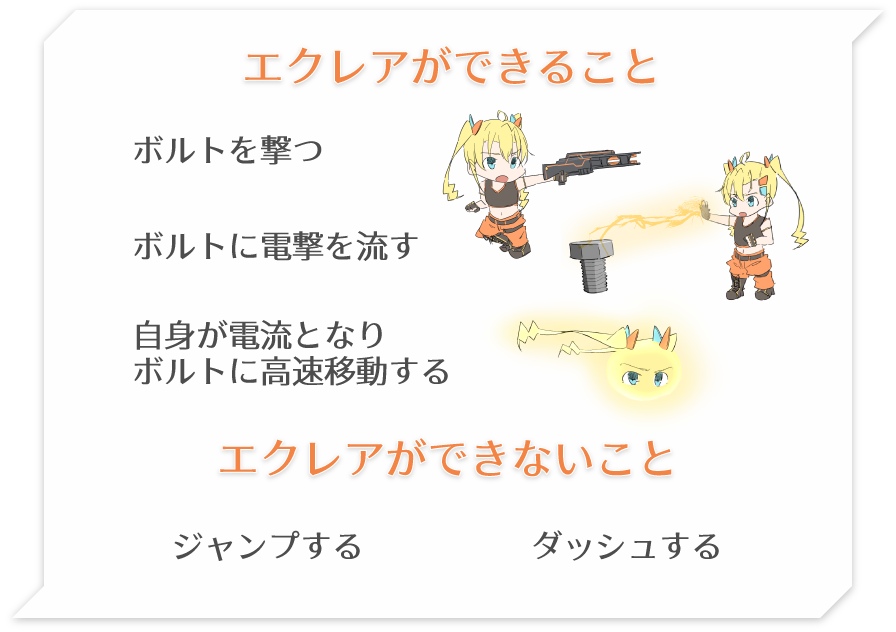 エクレアができること
ボルトを撃つ
ボルトに電撃を流す
自身が電流となり
ボルトに高速移動する
エクレアができないこと
ジャンプする
ダッシュする